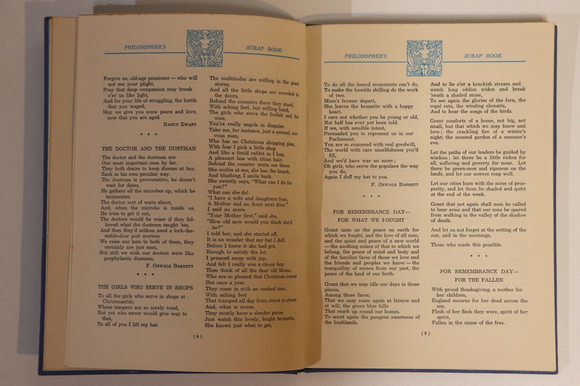 PHILOSOPHER'S
SCRAP BOOK
Forgive us, old-age pensioner — who will
not see your plight,
Pray that deep compassion may break
o'er us like light,
And for your life of struggling, the battle
that you waged,
May we give you some peace and love,
now that you are aged
NANCY EWART
* * *
THE DOCTOR AND THE DUSTMAN
The doctor and the dustman are
Our most important men by far.
They both desire to keep disease at bay,
Each in his own peculiar way.
The dustman is preventative, he doesn't
wait for dates,
He gathers all the microbes up, which he
incinerates.
The doctor sort of waits about,
And, when the microbe is inside us,
He tries to get it out,
The doctors would be wiser if they fol-
lowed what the dustmen taught 'em,
And then they'd seldom need a lock-the-
stable-door post mortem
We raise our hats to both of them, they
certainly are just men,
But still we wish our doctors were like
prophylactic dustmen.
F. OSWALD BARNETT
* * *
THE GIRLS WHO SERVE IN SHOPS
To all the girls who serve in shops at
Christmastide,
Whose tempers are so sorely tried,
But yet who never would give way to
that,
To all of you I lift my hat
The multitudes are milling in the giant
stores,
And all the little shops are crowded to
the doors,
Behind the counters there they stand,
With aching feet, but willing hand,
The girls who serve the foolish and the
wise,
You're really angels in disguise.
Take me, for instance, just a normal, nor-
mous man,
Who has no Christmas shopping plan,
With fear I pick a little shop
And like a timid rabbit in I hop.
A pleasant lass with titian hair,
Behind the counter waits me there
She smiles at me, she has the knack,
And blushing, I smile back.
She sweetly says, "What can I do for
you?"
What can she do!
"I have a wife and daughters four,
A Mother and an Aunt next door"
I said no more.
"Your Mother first," said she,
"How old now would you think she'd
be?"
I told her, and she started off,
It is no wonder that my hat I doff.
Before I knew it she had got,
Enough to satisfy the lot.
I pranced away with joy,
And felt I really was a clever boy.
Then think of all the dear old Mums
Who are so pleased that Christmas comes
But once a year
They come in with an cooked tree,
With aching feet
That tramped all day from street to street
And, what is worse,
They mostly have a slender purse.
Just watch this lovely, bright brunette,
She knows just what to get,
[ 8 ]
PHILOSOPHER'S
SCRAP BOOK
To do all the famed economists can't do,
To make the humble shilling do the work
of two.
Mum's frowns depart,
She leaves the brunette with a happy
heart.
I care not whether you be young or old,
Not half has ever yet been told
If we, with sensible intent,
Persuaded you to represent us in our
Parliament,
You are so crammed with real goodwill,
The world with rare unselfishness you'd
fill,
And we'd have war no more;
Oh girls, who serve the populace the way
you do,
Again I doff my hat to you.
F. OSWALD BARNETT
* * *
FOR REMEMBRANCE DAY—
FOR WHAT WE FOUGHT
Grant unto us the peace on earth for
which we fought, and the love of all men,
and the quiet and peace of a new world
— the soothing solace of that to which we
belong, the peace of mind and body and
of the familiar faces of those we love and
the friends and peoples we know — the
tranquility of oceans from our past, the
peace of the land of our birth.
Grant that we may idle our days in those
places,
Among those faces;
That we may roam again at leisure and
at will, the green blue hills
That reach up round our homes.
To scent again the pungent sweetness of
the bushlands,
And to lie o'er a brackish stream and
watch long eddies widen and break
'neath a shaded stone,
To see again the glories of the fern, the
regal rata, the winding clematis,
And to hear the songs of the birds.
Grant comforts of home, not big, not
small, but that which we may know and
love; the crackling fire of a winter's
night; the scented garden of a summer's
eve.
Let the paths of our leaders be guided by
wisdom; let there be a little riches for
all, suffering and poverty for none. Let
there be green-ness and ripeness on the
lands, and let our sowers reap well.
Let our cities hum with the noise of pros-
perity, and let them be shaded and quiet
at the end of the week.
Grant that not again shall sons be called
to bear arms and that our sons be spared
from walking in the valley of the shadow
of death.
And let us not forget at the setting of the
sun, and in the mornings,
Those who made this possible.
* * *
FOR REMEMBRANCE DAY—
FOR THE FALLEN
With proud thanksgiving, a mother for
her children,
England mourns for her dead across the
sea.
Flesh of her flesh they were, spirit of her
spirit,
Fallen in the cause of the free.
[ 9 ]